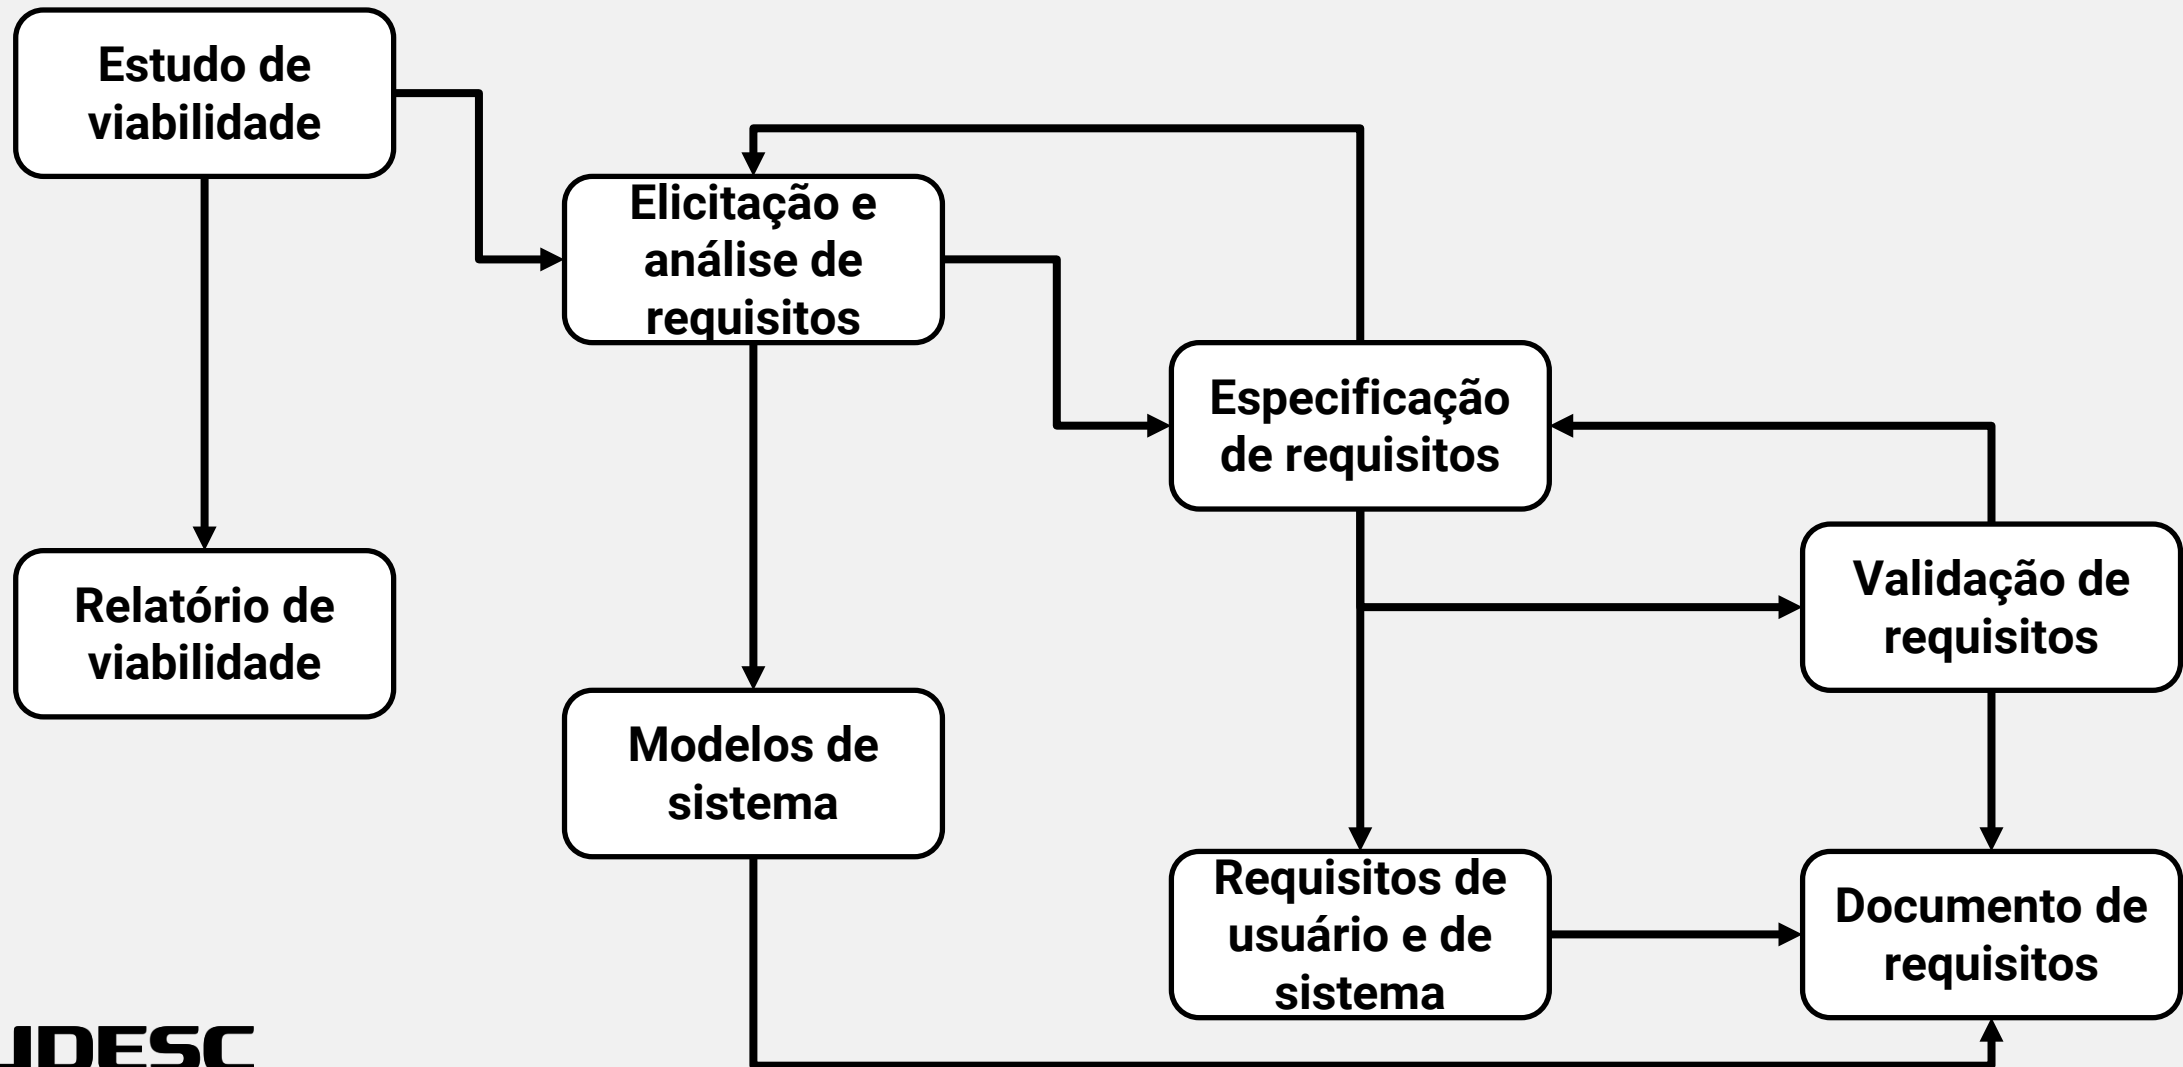 Estudo de
viabilidade
Elicitação e
análise de
requisitos
Especificação
de requisitos
Validação de
requisitos
Relatório de
viabilidade
Modelos de
sistema
Requisitos de
usuário e de
sistema
Documento de
requisitos
UDESC